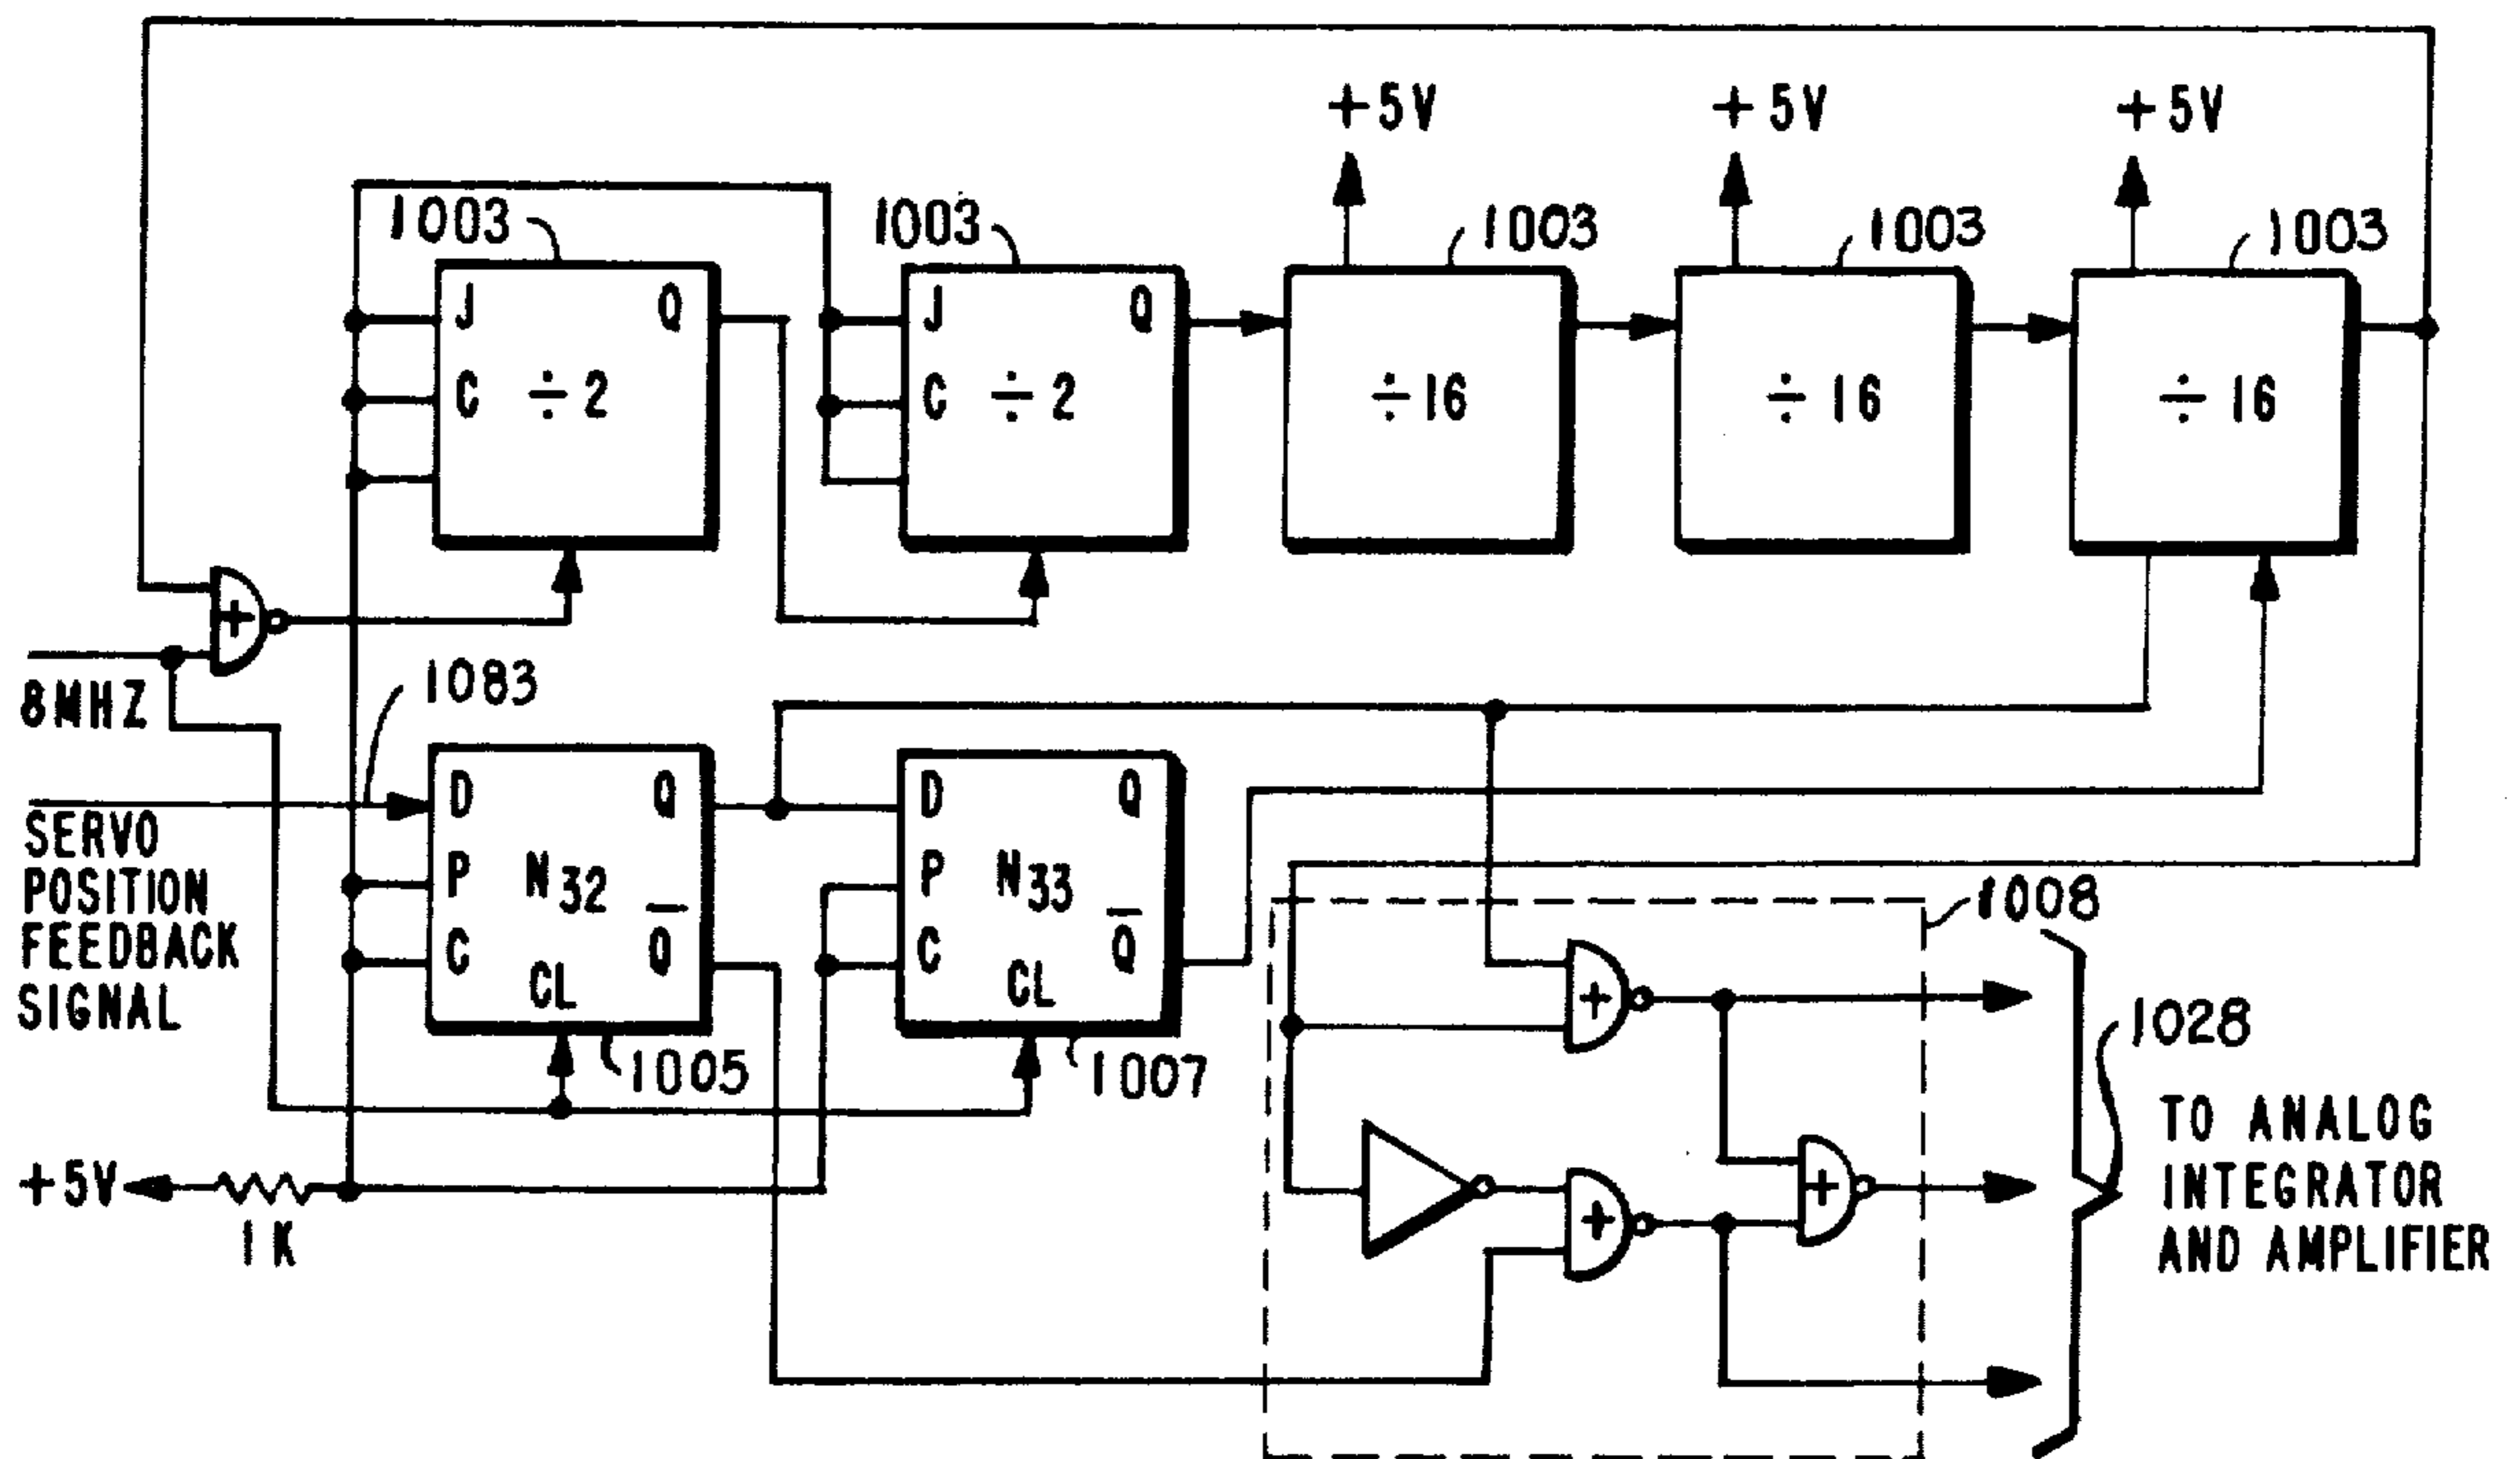 +5V +5V +5V
1003 1003 1003 1003 1003
J Q J Q
C ÷2 C ÷2 ÷16 ÷16 ÷16
+
8MHZ
1083
D Q D Q
SERVO
POSITION
FEEDBACK
SIGNAL
P N32 P N33
C Q C Q
CL CL
1005 1007
1008
+
1028
+5V
1K
+ +
TO ANALOG
INTEGRATOR
AND AMPLIFIER